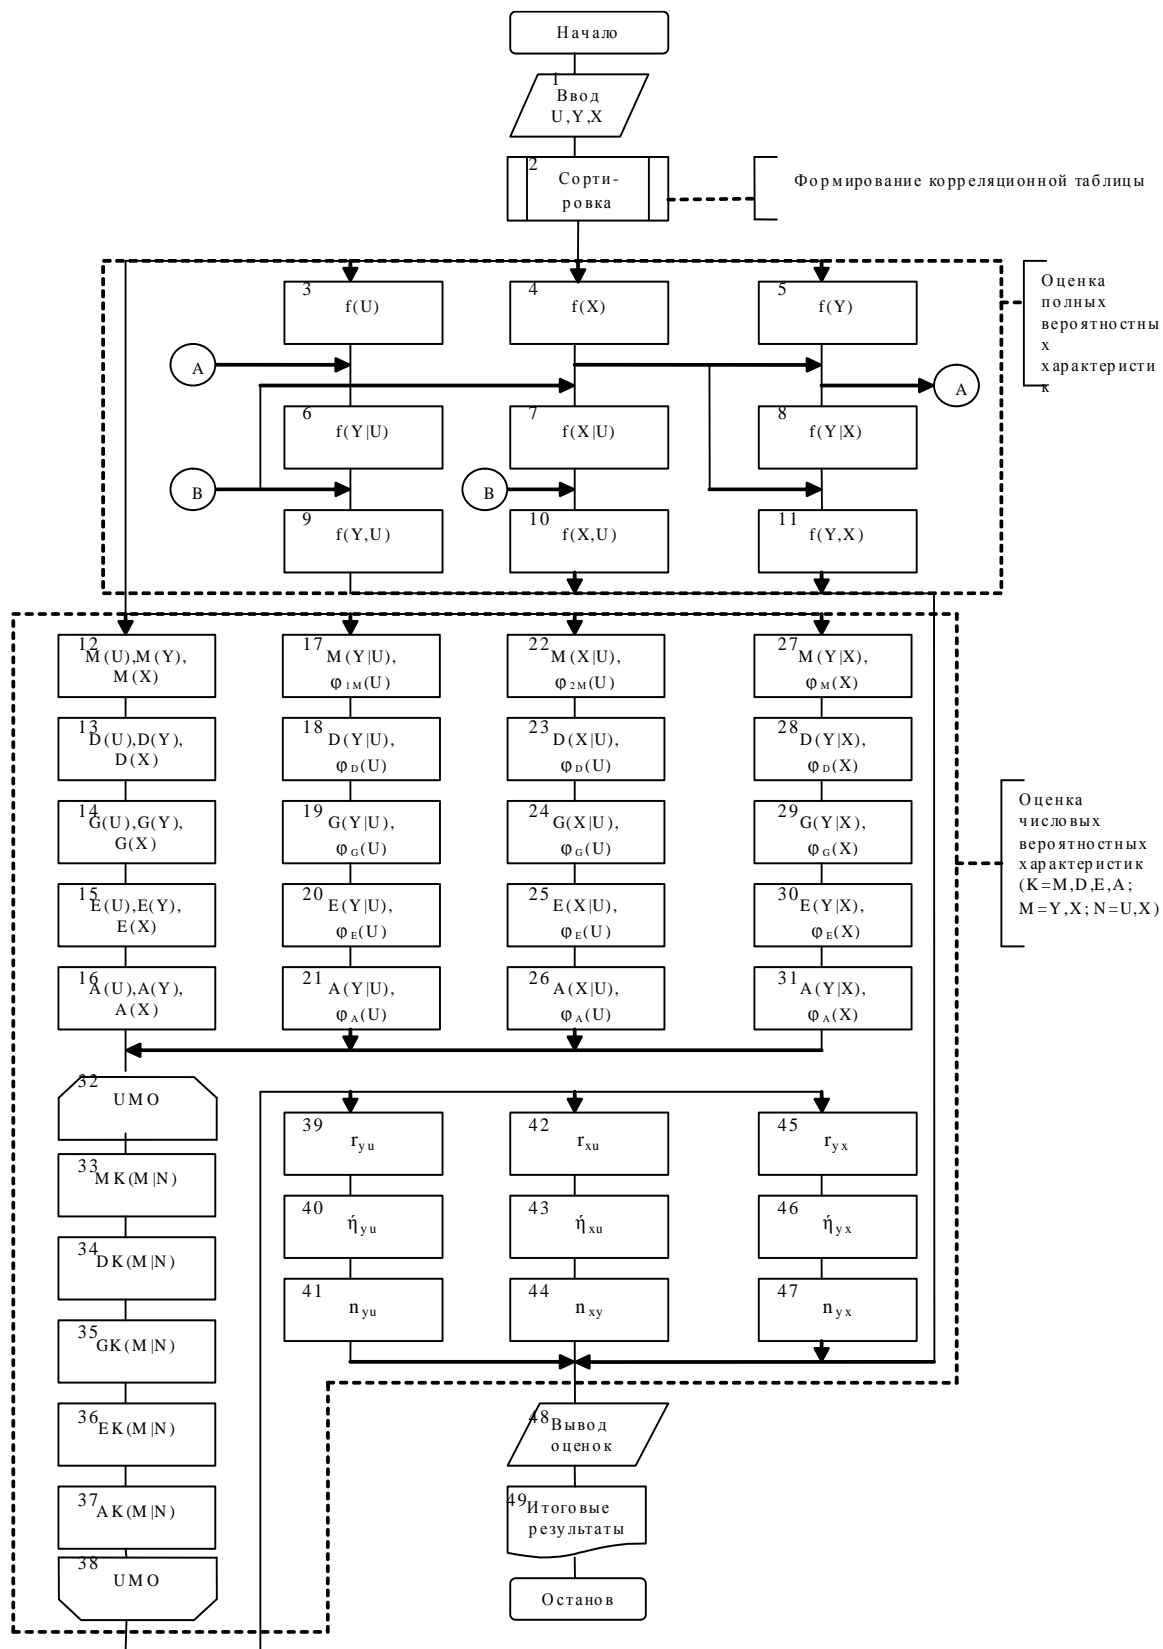 Начало
1
Ввод
U,Y,X
2
Сорти-
ровка
Формирование корреляционной таблицы
3
f(U)
4
f(X)
5
f(Y)
Оценка
полных
вероятностны
х
характеристи
к
A
A
6
f(Y|U)
7
f(X|U)
8
f(Y|X)
B
B
9
f(Y,U)
10
f(X,U)
11
f(Y,X)
12
M(U),M(Y),
M(X)
17
M(Y|U),
φ1M(U)
22
M(X|U),
φ2M(U)
27
M(Y|X),
φM(X)
13
D(U),D(Y),
D(X)
18
D(Y|U),
φD(U)
23
D(X|U),
φD(U)
28
D(Y|X),
φD(X)
14
G(U),G(Y),
G(X)
19
G(Y|U),
φG(U)
24
G(X|U),
φG(U)
29
G(Y|X),
φG(X)
Оценка
числовых
вероятностных
характеристик
(K=M,D,E,A;
M=Y,X; N=U,X)
15
E(U),E(Y),
E(X)
20
E(Y|U),
φE(U)
25
E(X|U),
φE(U)
30
E(Y|X),
φE(X)
16
A(U),A(Y),
A(X)
21
A(Y|U),
φA(U)
26
A(X|U),
φA(U)
31
A(Y|X),
φA(X)
32
UMO
39
ryu
42
rxu
45
ryx
33
MK(M|N)
40
ήyu
43
ήxu
46
ήyx
34
DK(M|N)
41
nyu
44
nxy
47
nyx
35
GK(M|N)
36
EK(M|N)
48
Вывод
оценок
37
AK(M|N)
49
Итоговые
результаты
38
UMO
Останов